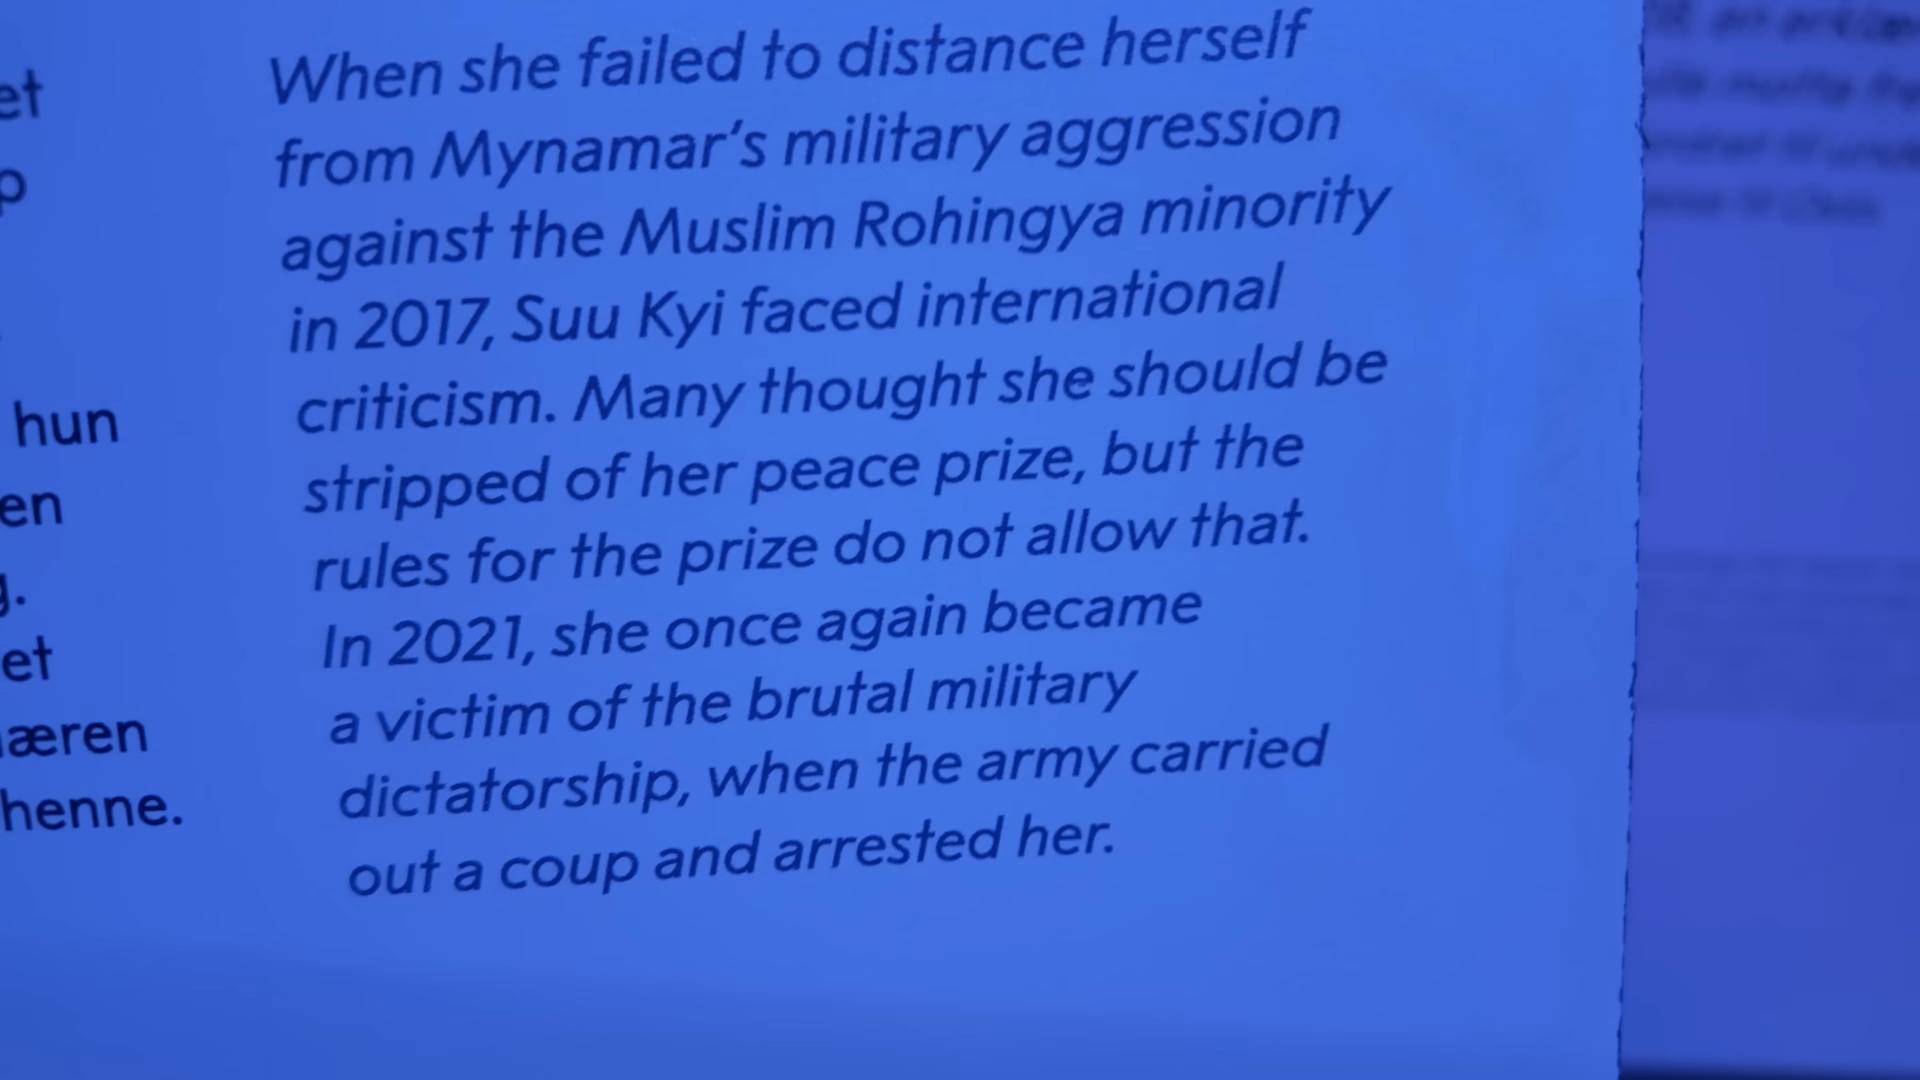 et
p
hun
en
g.
et
æren
henne.
When she failed to distance herself
from Mynamar's military aggression
against the Muslim Rohingya minority
in 2017, Suu Kyi faced international
criticism. Many thought she should be
stripped of her peace prize, but the
rules for the prize do not allow that.
In 2021, she once again became
a victim of the brutal military
dictatorship, when the army carried
out a coup and arrested her.